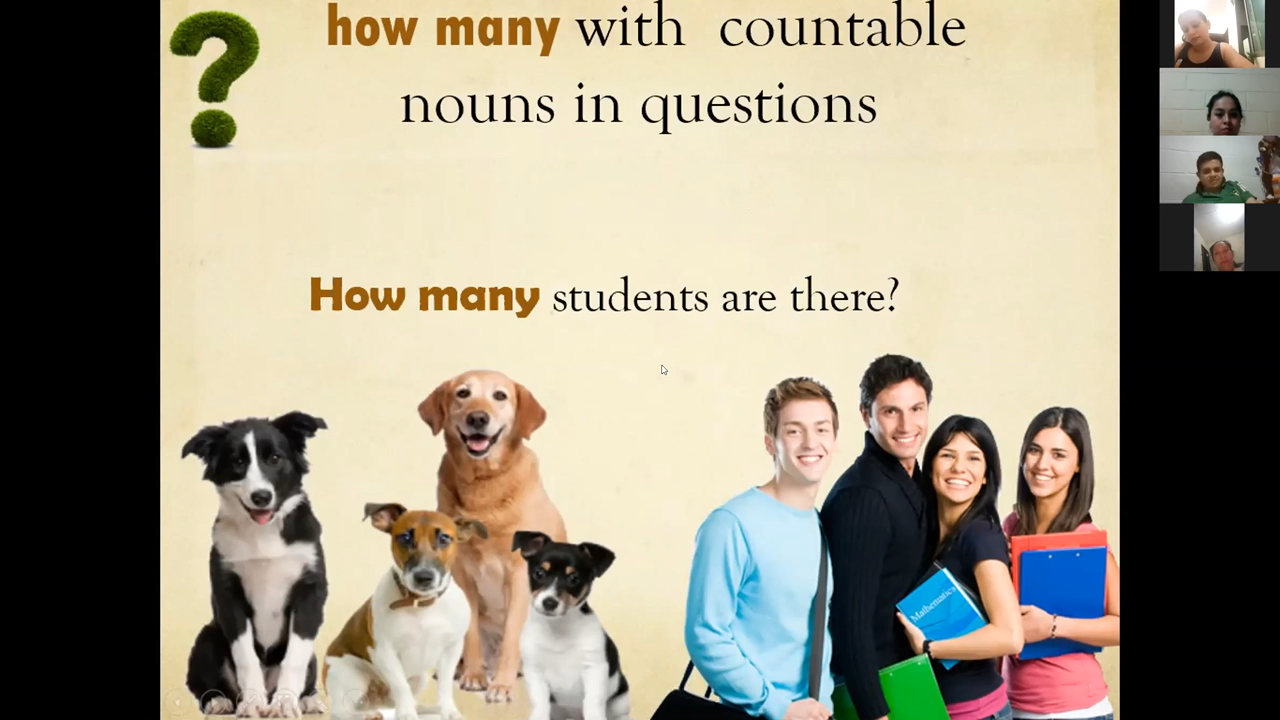 how many with countable
nouns in questions
How many students are there?
Mathematics